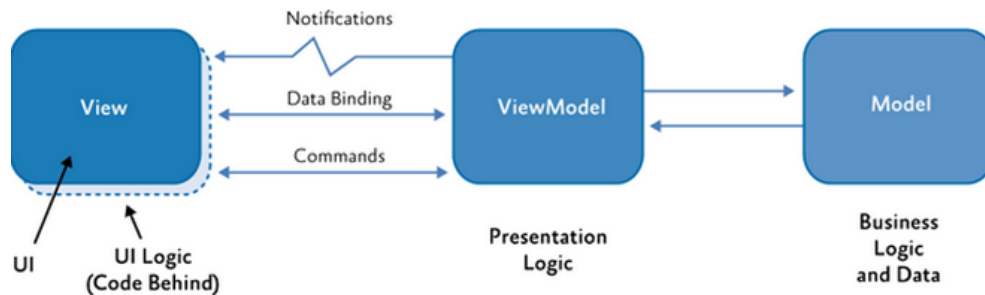 Notifications
View
Data Binding
ViewModel
Model
Commands
UI
UI Logic
(Code Behind)
Presentation
Logic
Business
Logic
and Data